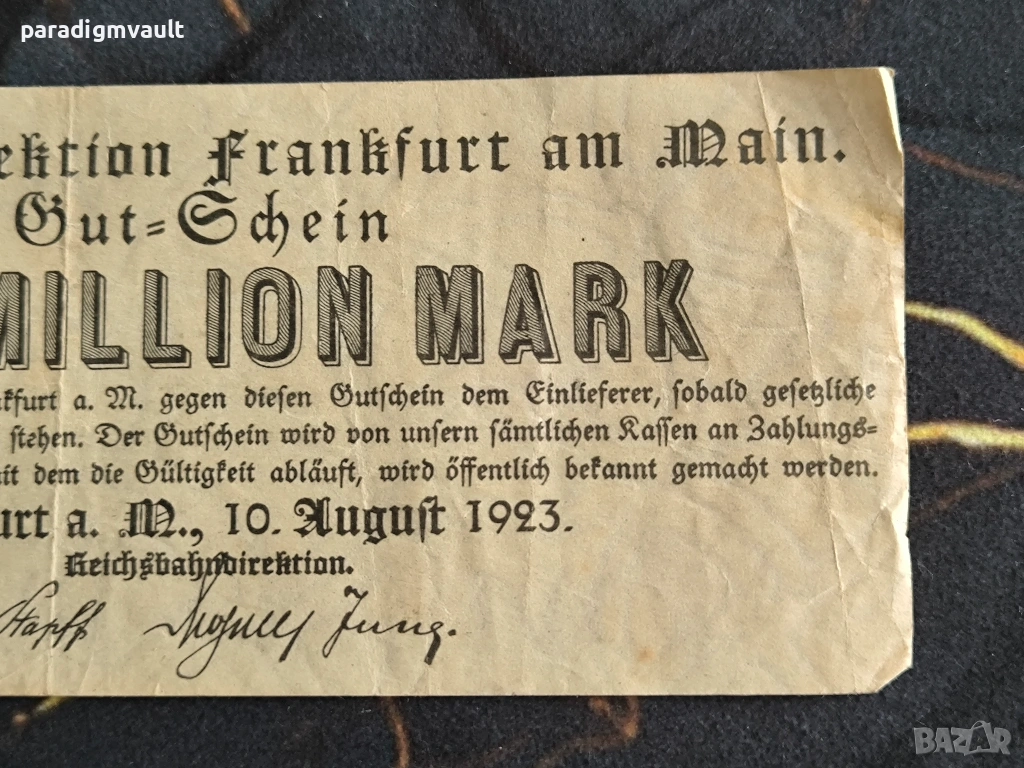 paradigmvault
ektion Frankfurt am Main.
Gut=Schein
MILLION MARK
kfurt a. M. gegen diesen Gutschein dem Einlieferer, sobald gesetzliche
stehen. Der Gutschein wird von unsern sämtlichen Kassen an Zahlungs=
it dem die Gültigkeit abläuft, wird öffentlich bekannt gemacht werden.
urt a. M., 10. August 1923.
Reichsbahndirektion.
Jung.
BAZAR